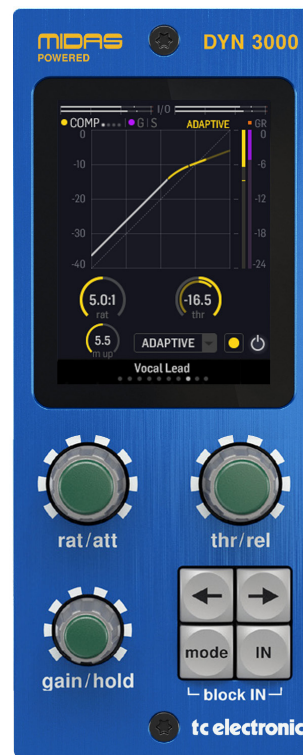 MIDAS
POWERED
DYN 3000
I/O
COMP G|S ADAPTIVE GR
0 0
-10 -6
-20 -12
-30 -18
-40 -24
5.0:1 -16.5
rat thr
5.5
m up
ADAPTIVE
Vocal Lead
rat/att thr/rel
gain/hold
mode IN
block IN
tc electronic